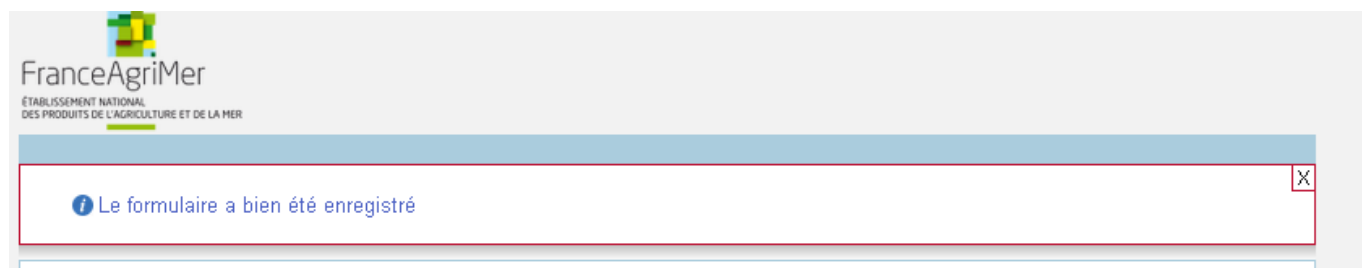 FranceAgriMer
ÉTABLISSEMENT NATIONAL
DES PRODUITS DE L'AGRICULTURE ET DE LA MER
X
Le formulaire a bien été enregistré